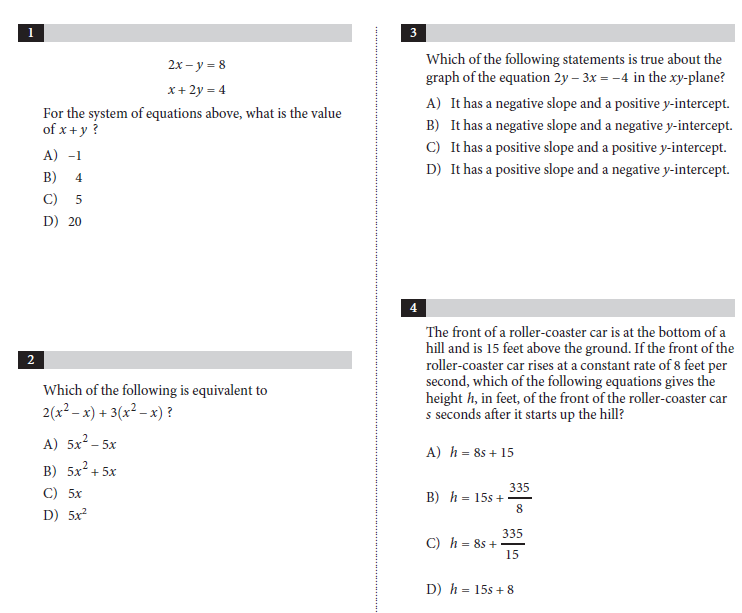 1
2x – y = 8
x + 2y = 4
For the system of equations above, what is the value
of x + y ?
A) –1
B) 4
C) 5
D) 20
2
Which of the following is equivalent to
2(x² – x) + 3(x² – x) ?
A) 5x² – 5x
B) 5x² + 5x
C) 5x
D) 5x²
3
Which of the following statements is true about the
graph of the equation 2y – 3x = –4 in the xy-plane?
A) It has a negative slope and a positive y-intercept.
B) It has a negative slope and a negative y-intercept.
C) It has a positive slope and a positive y-intercept.
D) It has a positive slope and a negative y-intercept.
4
The front of a roller-coaster car is at the bottom of a
hill and is 15 feet above the ground. If the front of the
roller-coaster car rises at a constant rate of 8 feet per
second, which of the following equations gives the
height h, in feet, of the front of the roller-coaster car
s seconds after it starts up the hill?
A) h = 8s + 15
B) h = 15s + 335/8
C) h = 8s + 335/15
D) h = 15s + 8